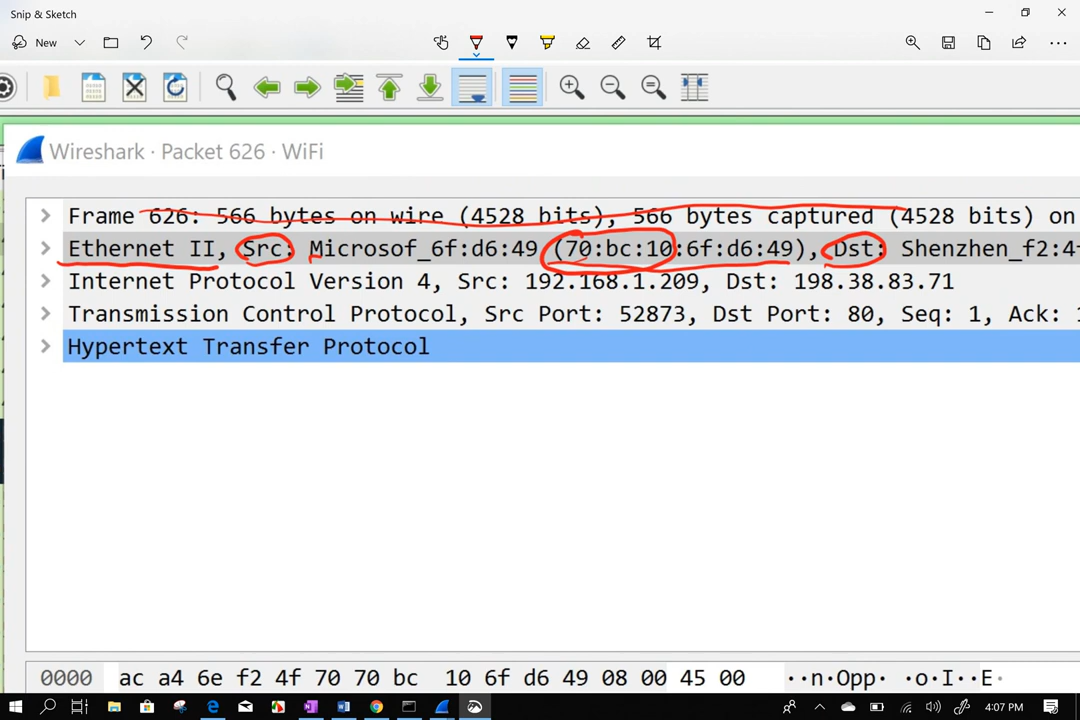 Snip & Sketch
New
Wireshark · Packet 626 · WiFi
Frame 626: 566 bytes on wire (4528 bits), 566 bytes captured (4528 bits) on
Ethernet II, Src: Microsof_6f:d6:49 (70:bc:10:6f:d6:49), Dst: Shenzhen_f2:4f
Internet Protocol Version 4, Src: 192.168.1.209, Dst: 198.38.83.71
Transmission Control Protocol, Src Port: 52873, Dst Port: 80, Seq: 1, Ack: 1
Hypertext Transfer Protocol
0000 ac a4 6e f2 4f 70 70 bc 10 6f d6 49 08 00 45 00 ··n·Opp· ·o·I··E·
4:07 PM